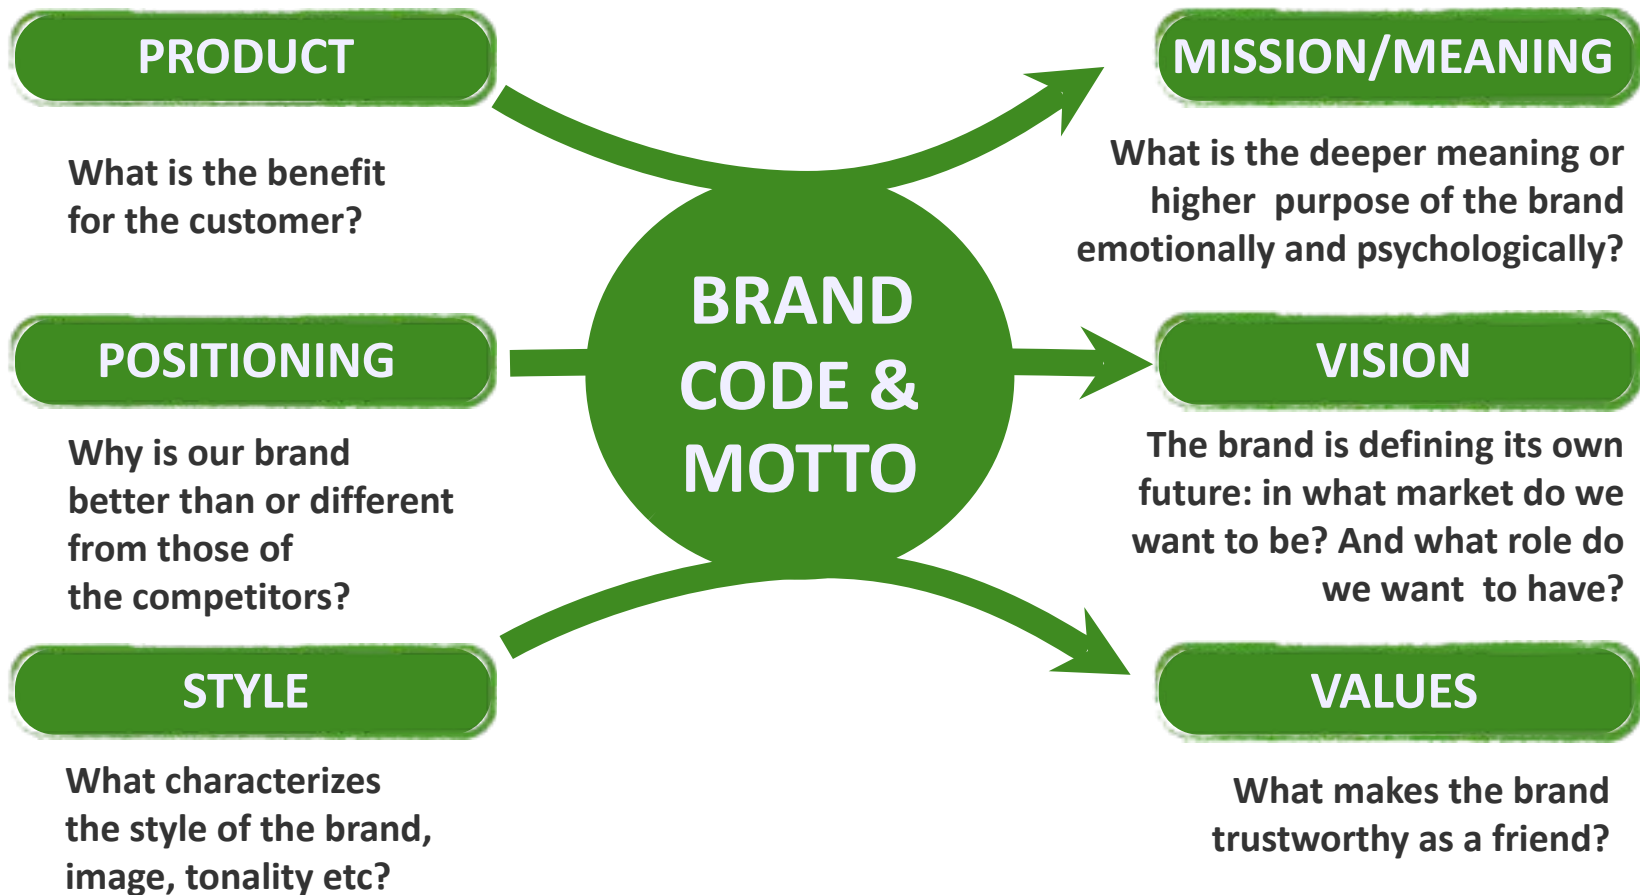 PRODUCT
What is the benefit
for the customer?
POSITIONING
Why is our brand
better than or different
from those of
the competitors?
STYLE
What characterizes
the style of the brand,
image, tonality etc?
BRAND
CODE &
MOTTO
MISSION/MEANING
What is the deeper meaning or
higher purpose of the brand
emotionally and psychologically?
VISION
The brand is defining its own
future: in what market do we
want to be? And what role do
we want to have?
VALUES
What makes the brand
trustworthy as a friend?